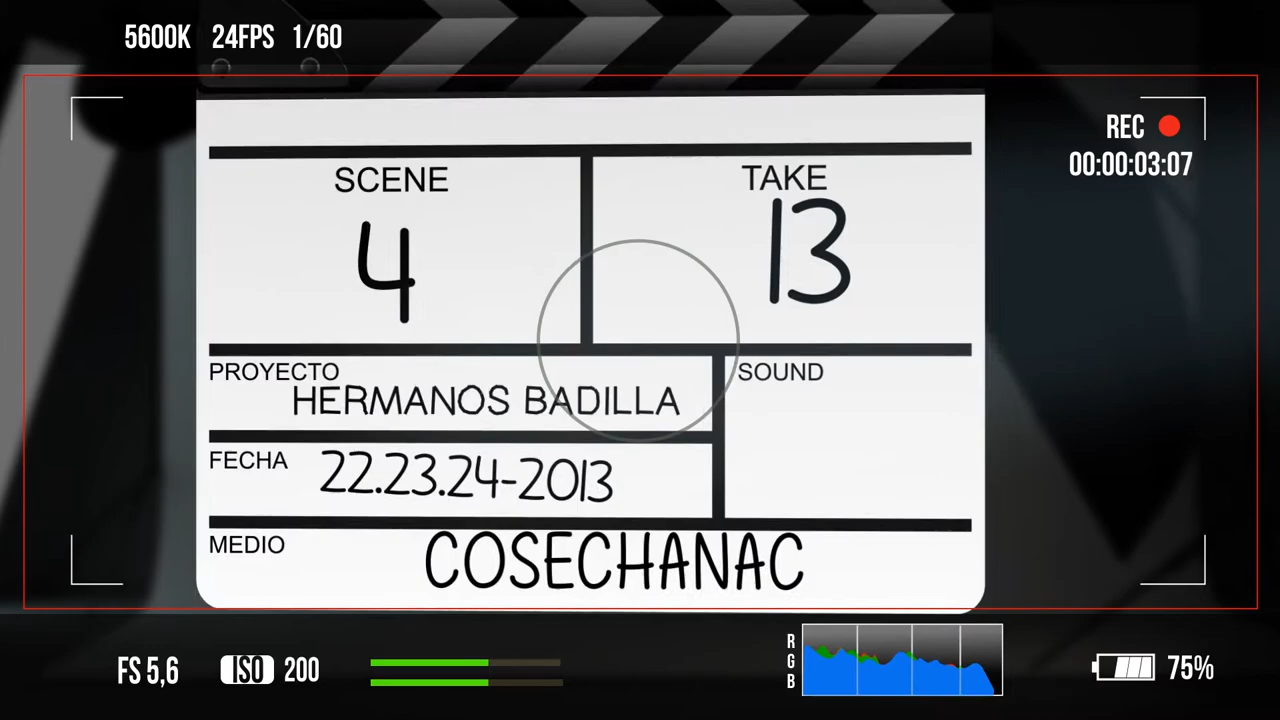 5600K 24FPS 1/60
REC
00:00:03:07
SCENE
4
TAKE
13
PROYECTO
HERMANOS BADILLA
SOUND
FECHA 22.23.24-2013
MEDIO COSECHANAC
FS 5,6 ISO 200
R
G
B
75%